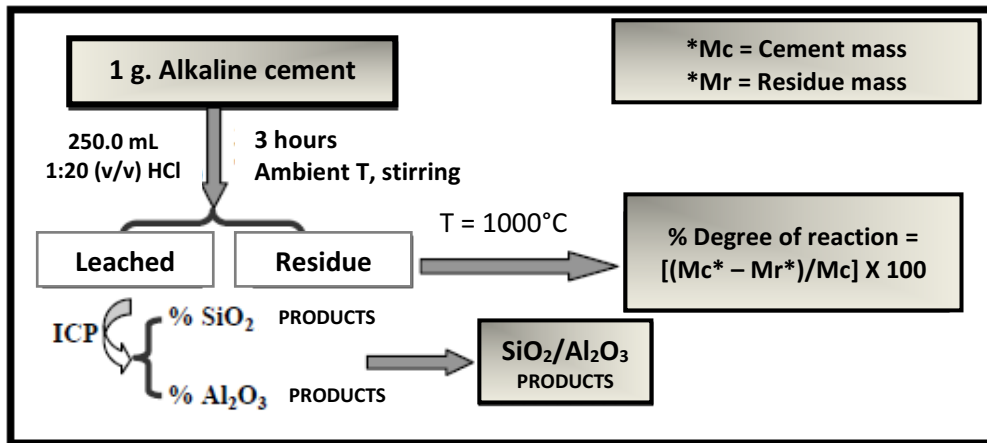 1 g. Alkaline cement
*Mc = Cement mass
*Mr = Residue mass
250.0 mL
1:20 (v/v) HCl
3 hours
Ambient T, stirring
Leached
Residue
T = 1000°C
% Degree of reaction =
[(Mc* – Mr*)/Mc] X 100
ICP
% SiO₂ PRODUCTS
% Al₂O₃ PRODUCTS
SiO₂/Al₂O₃
PRODUCTS